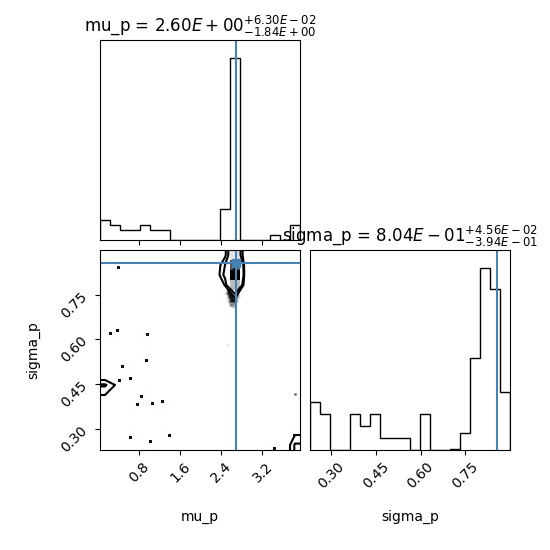 mu_p = 2.60E + 00+6.30E − 02−1.84E + 00
sigma_p = 8.04E − 01+4.56E − 02−3.94E − 01
sigma_p
0.75
0.60
0.45
0.30
0.8 1.6 2.4 3.2
0.30 0.45 0.60 0.75
mu_p sigma_p